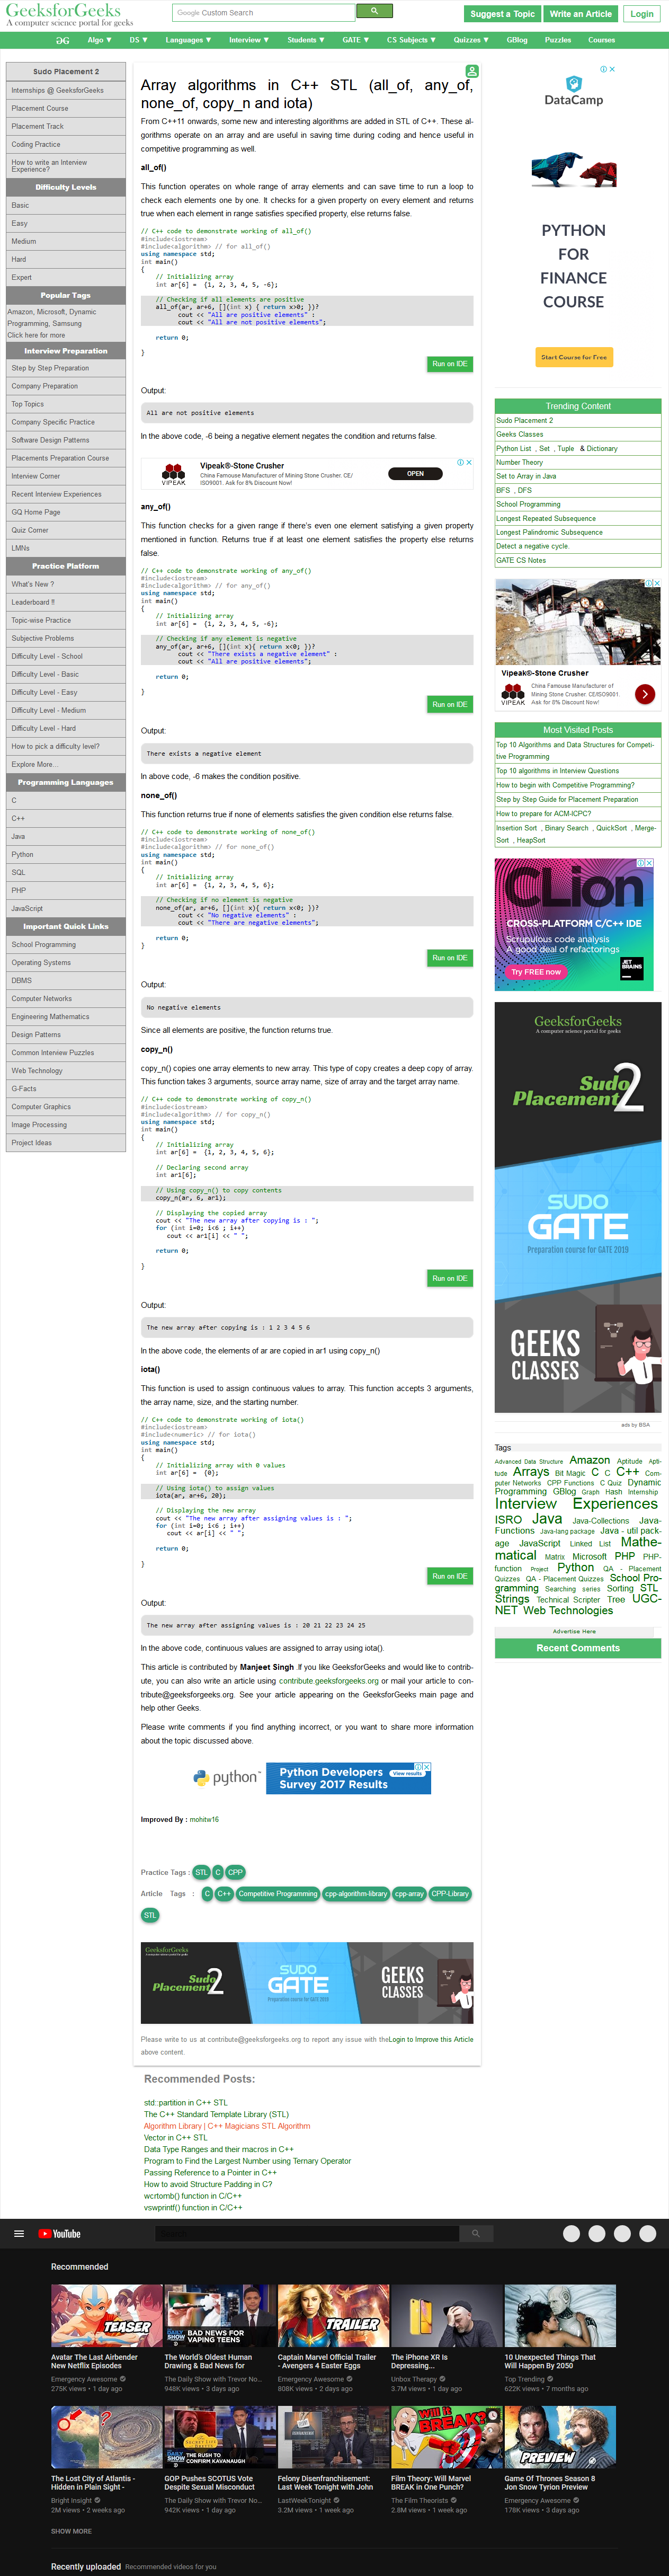 GeeksforGeeks
A computer science portal for geeks
Google Custom Search
Suggest a Topic
Write an Article
Login
Algo ▼
DS ▼
Languages ▼
Interview ▼
Students ▼
GATE ▼
CS Subjects ▼
Quizzes ▼
GBlog
Puzzles
Courses
Sudo Placement 2
Internships @ GeeksforGeeks
Placement Course
Placement Track
Coding Practice
How to write an Interview
Experience?
Difficulty Levels
Basic
Easy
Medium
Hard
Expert
Popular Tags
Amazon, Microsoft, Dynamic
Programming, Samsung
Click here for more
Interview Preparation
Step by Step Preparation
Company Preparation
Top Topics
Company Specific Practice
Software Design Patterns
Placements Preparation Course
Interview Corner
Recent Interview Experiences
GQ Home Page
Quiz Corner
LMNs
Practice Platform
What's New ?
Leaderboard !!
Topic-wise Practice
Subjective Problems
Difficulty Level - School
Difficulty Level - Basic
Difficulty Level - Easy
Difficulty Level - Medium
Difficulty Level - Hard
How to pick a difficulty level?
Explore More...
Programming Languages
C
C++
Java
Python
SQL
PHP
JavaScript
Important Quick Links
School Programming
Operating Systems
DBMS
Computer Networks
Engineering Mathematics
Design Patterns
Common Interview Puzzles
Web Technology
G-Facts
Computer Graphics
Image Processing
Project Ideas
Array algorithms in C++ STL (all_of, any_of,
none_of, copy_n and iota)
From C++11 onwards, some new and interesting algorithms are added in STL of C++. These al-
gorithms operate on an array and are useful in saving time during coding and hence useful in
competitive programming as well.
all_of()
This function operates on whole range of array elements and can save time to run a loop to
check each elements one by one. It checks for a given property on every element and returns
true when each element in range satisfies specified property, else returns false.
// C++ code to demonstrate working of all_of()
#include<iostream>
#include<algorithm> // for all_of()
using namespace std;
int main()
{
// Initializing array
int ar[6] = {1, 2, 3, 4, 5, -6};
// Checking if all elements are positive
all_of(ar, ar+6, [](int x) { return x>0; })?
cout << "All are positive elements" :
cout << "All are not positive elements";
return 0;
}
Run on IDE
Output:
All are not positive elements
In the above code, -6 being a negative element negates the condition and returns false.
VIPEAK
Vipeak®-Stone Crusher
China Famouse Manufacturer of Mining Stone Crusher. CE/
ISO9001. Ask for 8% Discount Now!
OPEN
any_of()
This function checks for a given range if there's even one element satisfying a given property
mentioned in function. Returns true if at least one element satisfies the property else returns
false.
// C++ code to demonstrate working of any_of()
#include<iostream>
#include<algorithm> // for any_of()
using namespace std;
int main()
{
// Initializing array
int ar[6] = {1, 2, 3, 4, 5, -6};
// Checking if any element is negative
any_of(ar, ar+6, [](int x){ return x<0; })?
cout << "There exists a negative element" :
cout << "All are positive elements";
return 0;
}
Run on IDE
Output:
There exists a negative element
In above code, -6 makes the condition positive.
none_of()
This function returns true if none of elements satisfies the given condition else returns false.
// C++ code to demonstrate working of none_of()
#include<iostream>
#include<algorithm> // for none_of()
using namespace std;
int main()
{
// Initializing array
int ar[6] = {1, 2, 3, 4, 5, 6};
// Checking if no element is negative
none_of(ar, ar+6, [](int x){ return x<0; })?
cout << "No negative elements" :
cout << "There are negative elements";
return 0;
}
Run on IDE
Output:
No negative elements
Since all elements are positive, the function returns true.
copy_n()
copy_n() copies one array elements to new array. This type of copy creates a deep copy of array.
This function takes 3 arguments, source array name, size of array and the target array name.
// C++ code to demonstrate working of copy_n()
#include<iostream>
#include<algorithm> // for copy_n()
using namespace std;
int main()
{
// Initializing array
int ar[6] = {1, 2, 3, 4, 5, 6};
// Declaring second array
int ar1[6];
// Using copy_n() to copy contents
copy_n(ar, 6, ar1);
// Displaying the copied array
cout << "The new array after copying is : ";
for (int i=0; i<6 ; i++)
cout << ar1[i] << " ";
return 0;
}
Run on IDE
Output:
The new array after copying is : 1 2 3 4 5 6
In the above code, the elements of ar are copied in ar1 using copy_n()
iota()
This function is used to assign continuous values to array. This function accepts 3 arguments,
the array name, size, and the starting number.
// C++ code to demonstrate working of iota()
#include<iostream>
#include<numeric> // for iota()
using namespace std;
int main()
{
// Initializing array with 0 values
int ar[6] = {0};
// Using iota() to assign values
iota(ar, ar+6, 20);
// Displaying the new array
cout << "The new array after assigning values is : ";
for (int i=0; i<6 ; i++)
cout << ar[i] << " ";
return 0;
}
Run on IDE
Output:
The new array after assigning values is : 20 21 22 23 24 25
In the above code, continuous values are assigned to array using iota().
This article is contributed by Manjeet Singh .If you like GeeksforGeeks and would like to contrib-
ute, you can also write an article using contribute.geeksforgeeks.org or mail your article to con-
tribute@geeksforgeeks.org. See your article appearing on the GeeksforGeeks main page and
help other Geeks.
Please write comments if you find anything incorrect, or you want to share more information
about the topic discussed above.
python
Python Developers
Survey 2017 Results
View results
Improved By : mohitw16
Practice Tags : STL C CPP
Article Tags : C C++ Competitive Programming cpp-algorithm-library cpp-array CPP-Library
STL
GeeksforGeeks
Sudo
Placement 2
SUDO
GATE
Preparation course for GATE 2019
GEEKS
CLASSES
Please write to us at contribute@geeksforgeeks.org to report any issue with the
above content.
Login to Improve this Article
Recommended Posts:
std::partition in C++ STL
The C++ Standard Template Library (STL)
Algorithm Library | C++ Magicians STL Algorithm
Vector in C++ STL
Data Type Ranges and their macros in C++
Program to Find the Largest Number using Ternary Operator
Passing Reference to a Pointer in C++
How to avoid Structure Padding in C?
wcrtomb() function in C/C++
vswprintf() function in C/C++
DataCamp
PYTHON
FOR
FINANCE
COURSE
Start Course for Free
Trending Content
Sudo Placement 2
Geeks Classes
Python List , Set , Tuple & Dictionary
Number Theory
Set to Array in Java
BFS , DFS
School Programming
Longest Repeated Subsequence
Longest Palindromic Subsequence
Detect a negative cycle.
GATE CS Notes
Vipeak®-Stone Crusher
VIPEAK
China Famouse Manufacturer of
Mining Stone Crusher. CE/ISO9001.
Ask for 8% Discount Now!
Most Visited Posts
Top 10 Algorithms and Data Structures for Competi-
tive Programming
Top 10 algorithms in Interview Questions
How to begin with Competitive Programming?
Step by Step Guide for Placement Preparation
How to prepare for ACM-ICPC?
Insertion Sort , Binary Search , QuickSort , Merge-
Sort , HeapSort
CLion
CROSS-PLATFORM C/C++ IDE
Scrupulous code analysis
A good deal of refactorings
Try FREE now
JET
BRAINS
GeeksforGeeks
A computer science portal for geeks
Sudo
Placement 2
SUDO
GATE
Preparation course for GATE 2019
GEEKS
CLASSES
ads by BSA
Tags
Advanced Data Structure Amazon Aptitude Apti-
tude Arrays Bit Magic C C C++ Com-
puter Networks CPP Functions C Quiz Dynamic
Programming GBlog Graph Hash Internship
Interview Experiences
ISRO Java Java-Collections Java-
Functions Java-lang package Java - util pack-
age JavaScript Linked List Mathe-
matical Matrix Microsoft PHP PHP-
function Project Python QA - Placement
Quizzes QA - Placement Quizzes School Pro-
gramming Searching series Sorting STL
Strings Technical Scripter Tree UGC-
NET Web Technologies
Advertise Here
Recent Comments
YouTube
Recommended
TEASER
Avatar The Last Airbender
New Netflix Episodes
Emergency Awesome
275K views • 1 day ago
DAILY SHOW
BAD NEWS FOR
VAPING TEENS
The World's Oldest Human
Drawing & Bad News for
The Daily Show with Trevor No...
948K views • 3 days ago
TRAILER
Captain Marvel Official Trailer
- Avengers 4 Easter Eggs
Emergency Awesome
808K views • 2 days ago
The iPhone XR Is
Depressing...
Unbox Therapy
3.7M views • 1 day ago
10 Unexpected Things That
Will Happen By 2050
Top Trending
622K views • 7 months ago
?
The Lost City of Atlantis -
Hidden in Plain Sight -
Bright Insight
2M views • 2 weeks ago
DAILY SHOW
THE RUSH TO
CONFIRM KAVANAUGH
GOP Pushes SCOTUS Vote
Despite Sexual Misconduct
The Daily Show with Trevor No...
942K views • 1 day ago
Felony Disenfranchisement:
Last Week Tonight with John
LastWeekTonight
3.2M views • 1 week ago
WILL IT
BREAK?
Film Theory: Will Marvel
BREAK in One Punch?
The Film Theorists
2.8M views • 1 week ago
PREVIEW
Game Of Thrones Season 8
Jon Snow Tyrion Preview
Emergency Awesome
178K views • 3 days ago
SHOW MORE
Recently uploaded Recommended videos for you